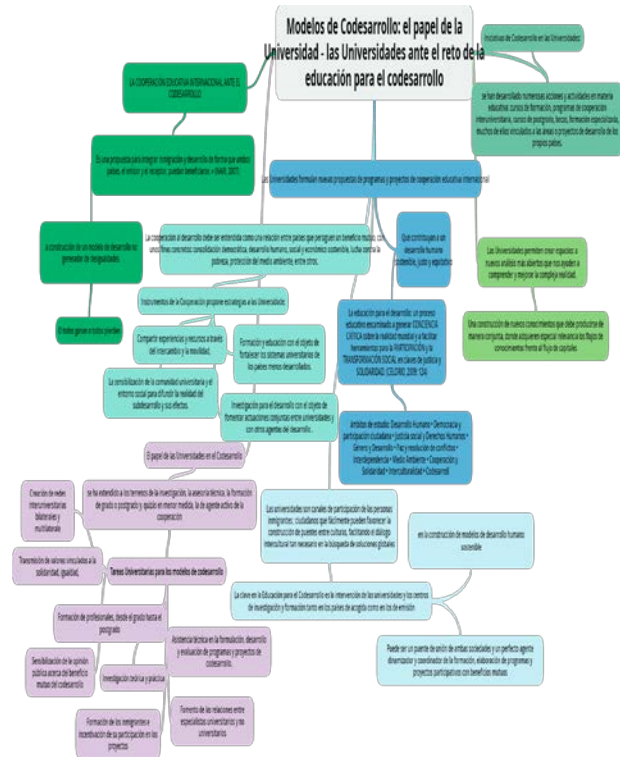 Modelos de Codesarrollo: el papel de la
Universidad - las Universidades ante el reto de la
educación para el codesarrollo
Iniciativas de Codesarrollo en las Universidades:
se han desarrollado numerosas acciones y actividades en materia
educativa: cursos de formación, programas de cooperación
interuniversitaria, cursos de postgrado, becas, formación especializada,
muchos de ellos vinculados a las áreas o proyectos de desarrollo de los
propios países.
LA COOPERACIÓN EDUCATIVA INTERNACIONAL ANTE EL
CODESARROLLO
Es una propuesta para integrar inmigración y desarrollo de forma que ambos
países, el emisor y el receptor, puedan beneficiarse. »
a construcción de un modelo de desarrollo no
generador de desigualdades.
O todos ganan o todos pierden
Las Universidades formulan nuevas propuestas de programas y proyectos de cooperación educativa internacional
La cooperación al desarrollo debe ser entendida como una relación entre países que persiguen un beneficio mutuo, con
unos fines concretos: consolidación democrática, desarrollo humano, social y económico sostenible, lucha contra la
pobreza, protección del medio ambiente, entre otros.
Que contribuyen a un
desarrollo humano
sostenible, justo y equitativo
Las Universidades permiten crear espacios a
nuevos análisis más abiertos que nos ayuden a
comprender y mejorar la compleja realidad.
Una construcción de nuevos conocimientos que debe producirse de
manera conjunta, donde adquieren especial relevancia los flujos de
conocimientos frente al flujo de capitales
Instrumentos de la Cooperación propone estrategias a las Universidades
Compartir experiencias y recursos a través
del intercambio y la movilidad,
Formación y educación con el objeto de
fortalecer los sistemas universitarios de
los países menos desarrollados.
La sensibilización de la comunidad universitaria y el
entorno social para difundir la realidad del
subdesarrollo y sus efectos.
Investigación para el desarrollo con el objeto de
fomentar actuaciones conjuntas entre universidades y
con otros agentes del desarrollo .
La educación para el desarrollo: un proceso
educativo encaminado a generar CONCIENCIA
CRÍTICA sobre la realidad mundial y a facilitar
herramientas para la PARTICIPACIÓN y la
TRANSFORMACIÓN SOCIAL en claves de justicia y
SOLIDARIDAD. (CELORIO, 2009:
Ámbitos de estudio: Desarrollo Humano • Democracia y
participación ciudadana • Justicia social y Derechos Humanos •
Género y Desarrollo • Paz y resolución de conflictos •
Interdependencia • Medio Ambiente • Cooperación y
Solidaridad • Interculturalidad • Codesarroll
El papel de las Universidades en el Codesarrollo
se ha extendido a los terrenos de la investigación, la asesoría técnica, la formación
de grado o postgrado y, quizás en menor medida, la de agente activo de la
cooperación
Creación de redes
interuniversitarias
bilaterales y
multilaterale
Transmisión de valores vinculados a la
solidaridad, igualdad,
Tareas Universitarias para los modelos de codesarrollo
Formación de profesionales, desde el grado hasta el
postgrado
Asistencia técnica en la formulación, desarrollo
y evaluación de programas y proyectos de
codesarrollo.
Sensibilización de la opinión
pública acerca del beneficio
mutuo del codesarrollo
Investigación teórica y práctica
Formación de los inmigrantes e
incentivación de su participación en los
proyectos
Fomento de las relaciones entre
especialistas universitarios y no
universitarios
Las universidades son canales de participación de las personas
inmigrantes, ciudadanos que fácilmente pueden favorecer la
construcción de puentes entre culturas, facilitando el diálogo
intercultural tan necesario en la búsqueda de soluciones globales
en la construcción de modelos de desarrollo humano
sostenible
La clave en la Educación para el Codesarrollo es la intervención de las universidades y los centros
de investigación y formación tanto en los países de acogida como en los de emisión
Puede ser un puente de unión de ambas sociedades y un perfecto agente
dinamizador y coordinador de la formación, elaboración de programas y
proyectos participativos con beneficios mutuos